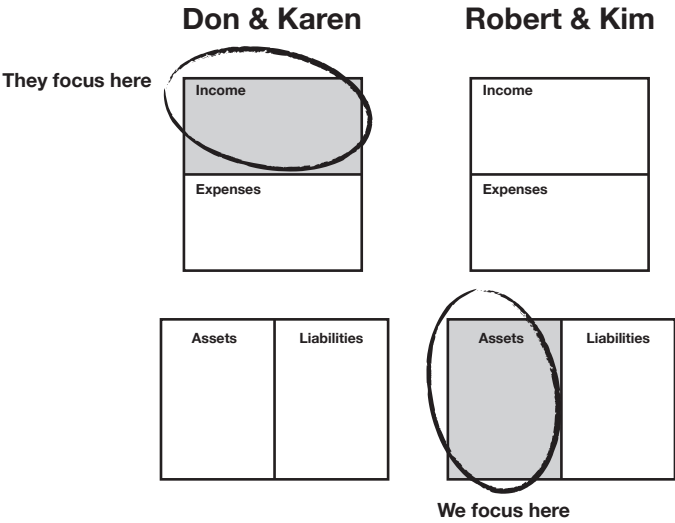 Don & Karen
Robert & Kim
They focus here
Income
Expenses
Income
Expenses
Assets
Liabilities
Assets
Liabilities
We focus here